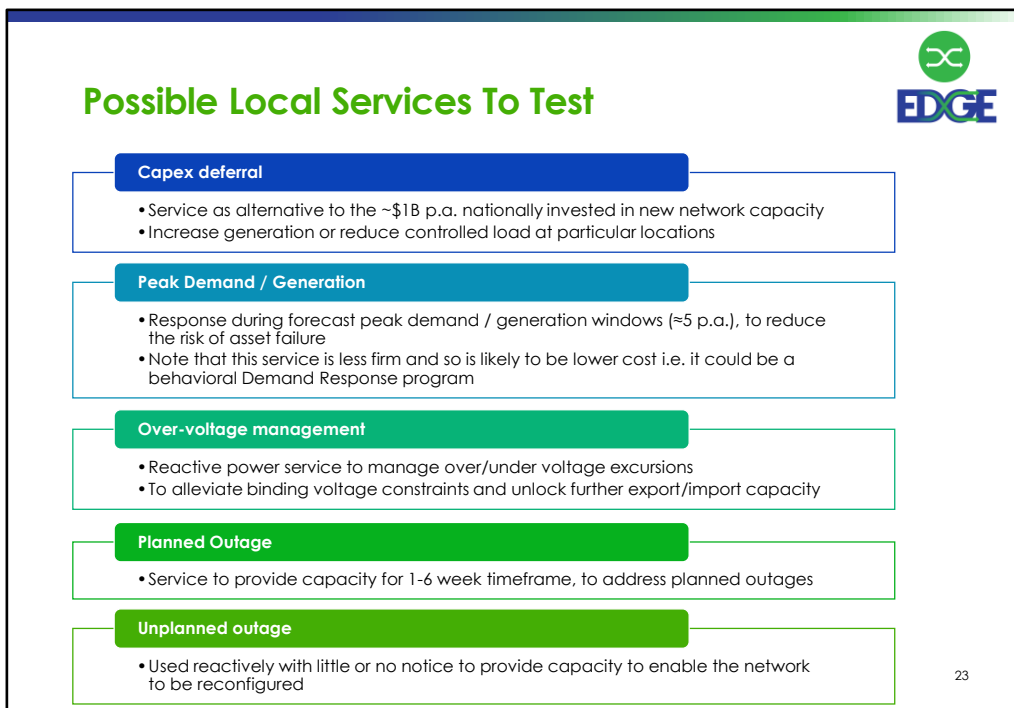 EDGE
Possible Local Services To Test
Capex deferral
•Service as alternative to the ~$1B p.a. nationally invested in new network capacity
•Increase generation or reduce controlled load at particular locations
Peak Demand / Generation
•Response during forecast peak demand / generation windows (≈5 p.a.), to reduce
the risk of asset failure
•Note that this service is less firm and so is likely to be lower cost i.e. it could be a
behavioral Demand Response program
Over-voltage management
•Reactive power service to manage over/under voltage excursions
•To alleviate binding voltage constraints and unlock further export/import capacity
Planned Outage
•Service to provide capacity for 1-6 week timeframe, to address planned outages
Unplanned outage
•Used reactively with little or no notice to provide capacity to enable the network
to be reconfigured
23